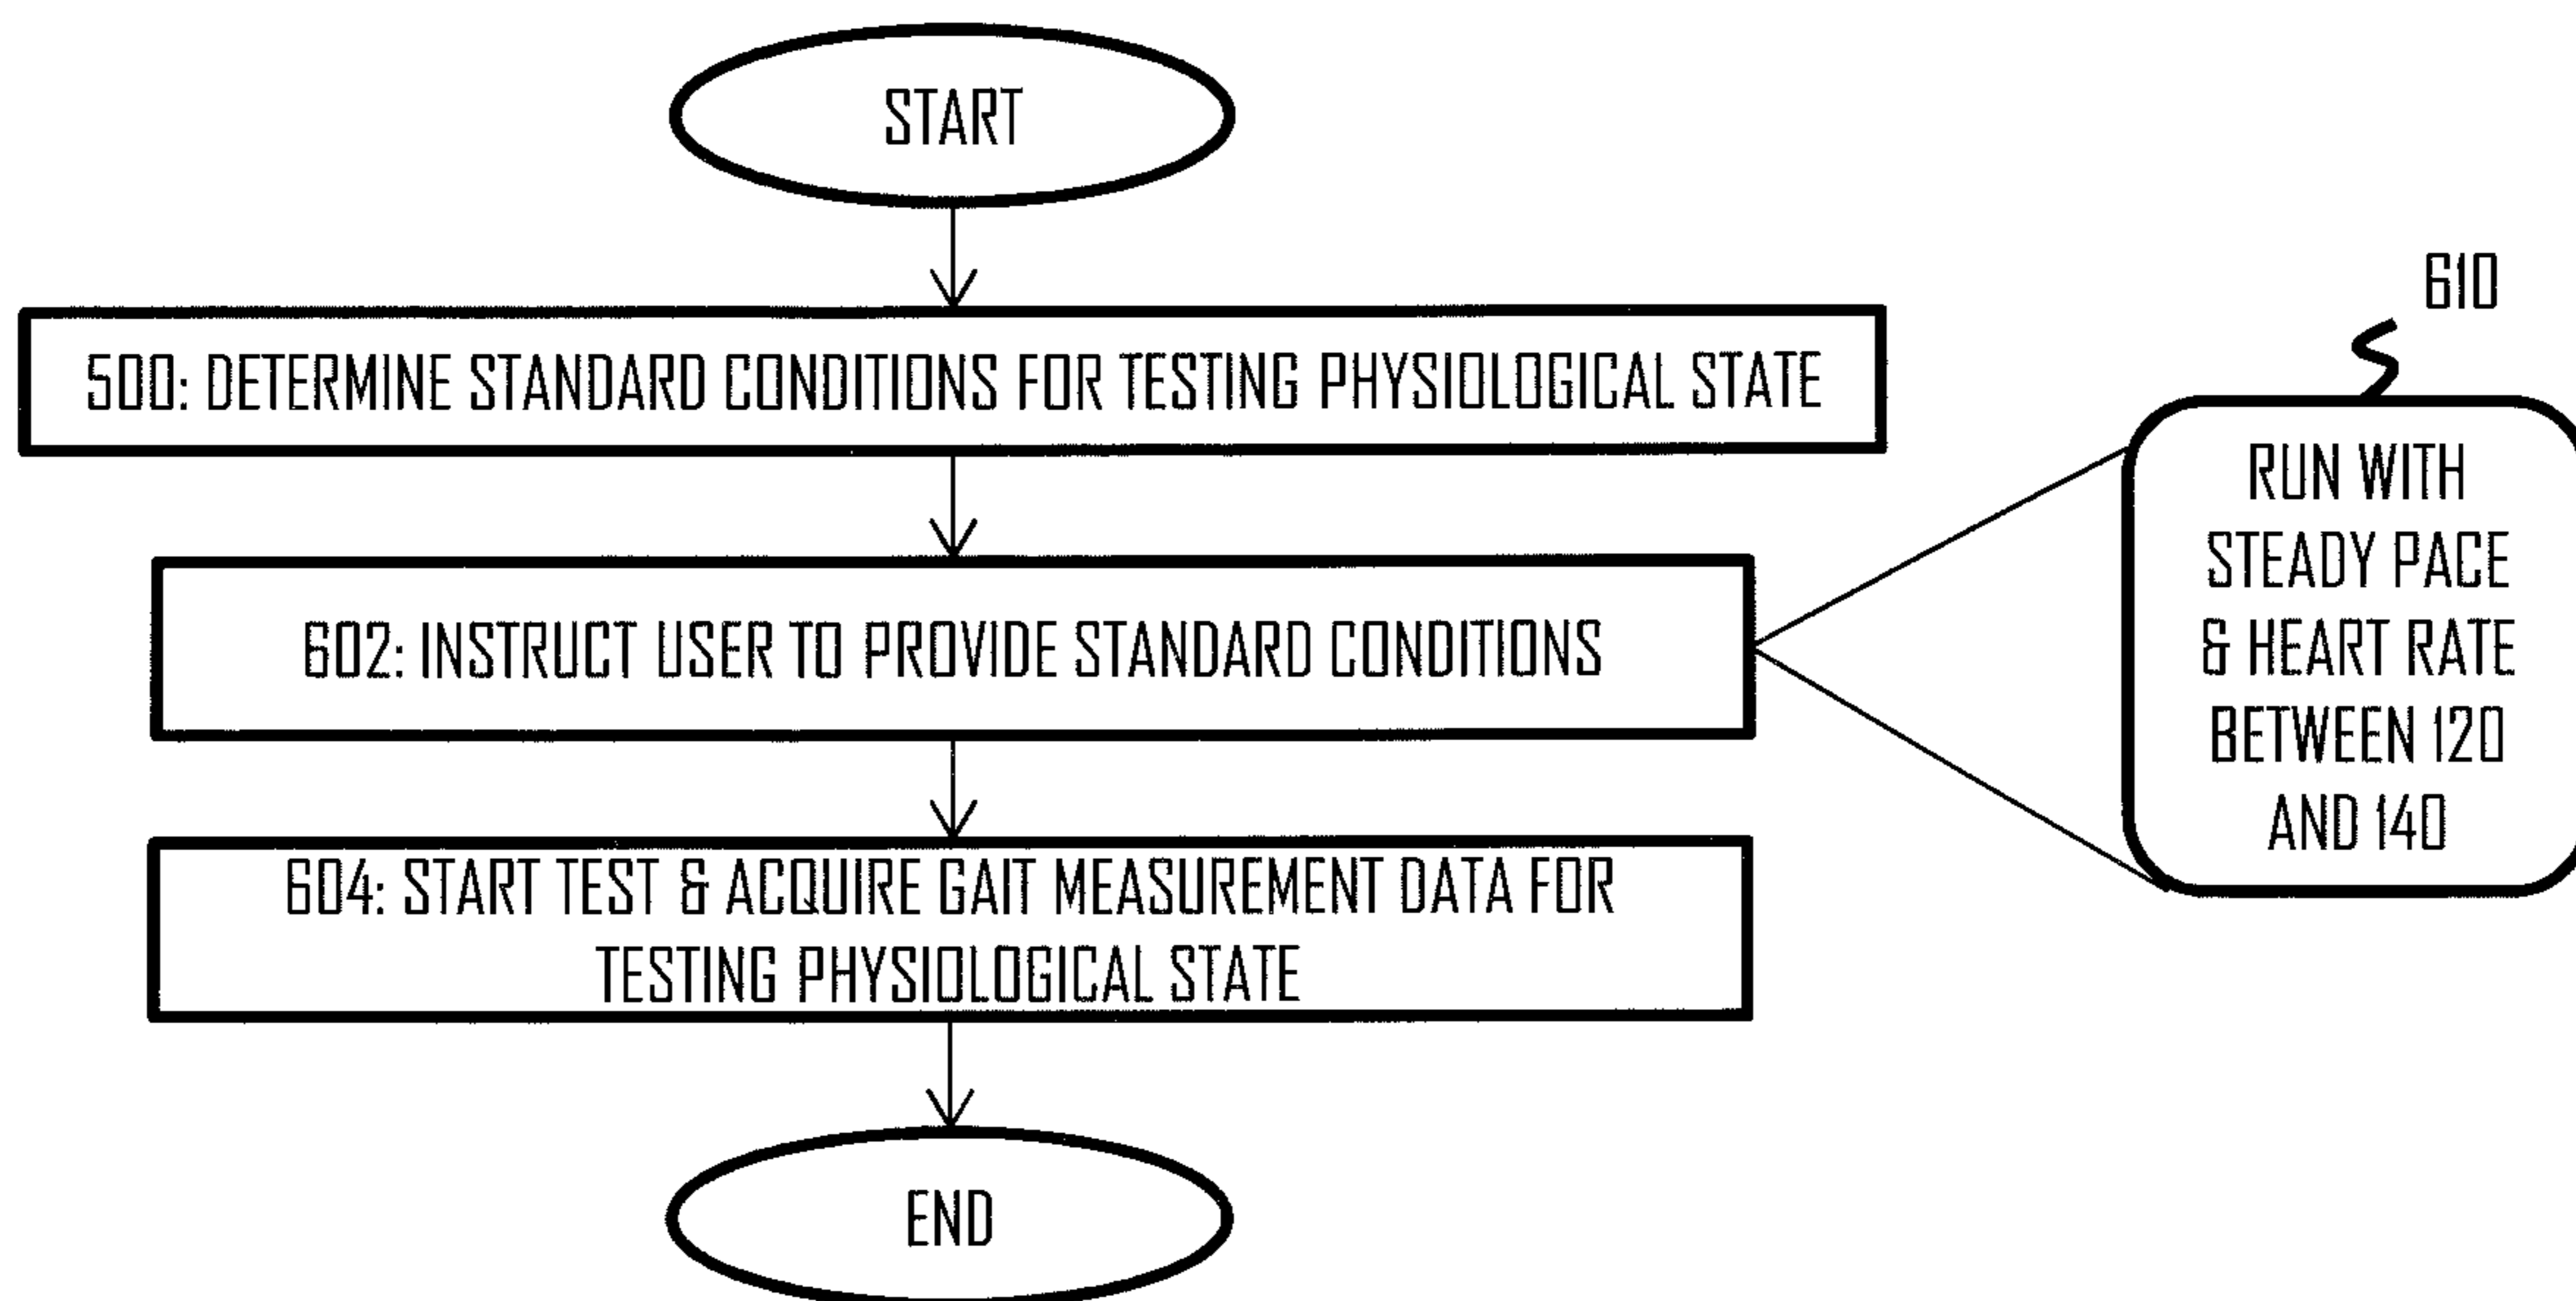 START
500: DETERMINE STANDARD CONDITIONS FOR TESTING PHYSIOLOGICAL STATE
610
RUN WITH
STEADY PACE
& HEART RATE
BETWEEN 120
AND 140
602: INSTRUCT USER TO PROVIDE STANDARD CONDITIONS
604: START TEST & ACQUIRE GAIT MEASUREMENT DATA FOR
TESTING PHYSIOLOGICAL STATE
END